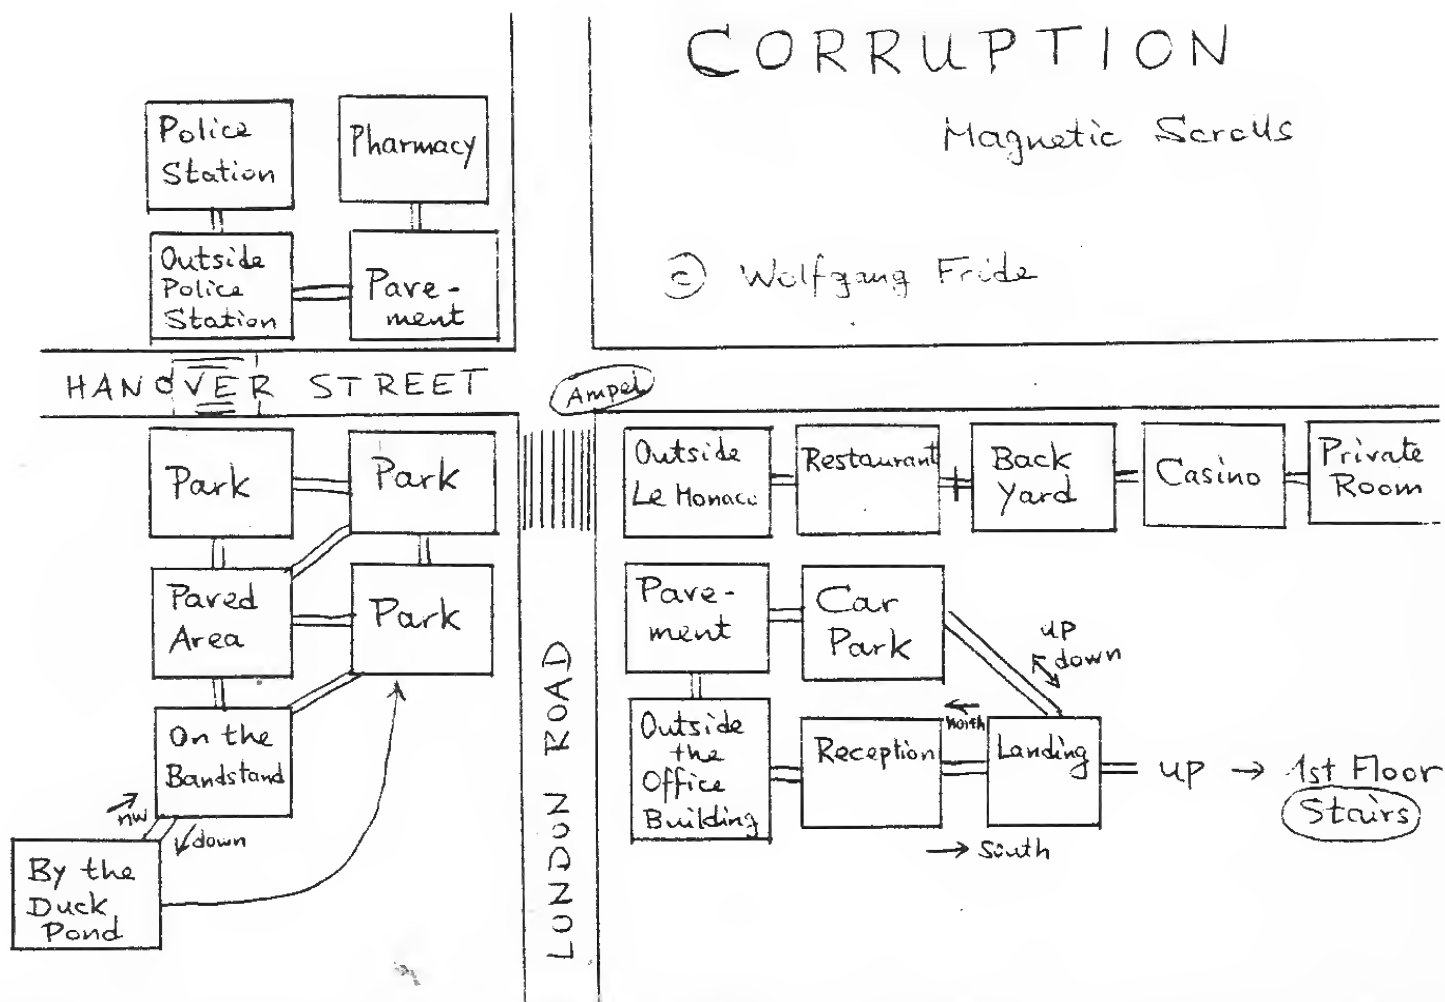 CORRUPTION
Magnetic Scrolls
© Wolfgang Fride
Police
Station
Pharmacy
Outside
Police
Station
Pave-
ment
HANOVER STREET
Ampel
Park
Park
Outside
Le Monaco
Restaurant
Back
Yard
Casino
Private
Room
Paved
Area
Park
Pave-
ment
Car
Park
up
down
On the
Bandstand
nw
down
By the
Duck
Pond
LONDON ROAD
Outside
the
Office
Building
Reception
north
South
Landing
UP → 1st Floor
Stairs